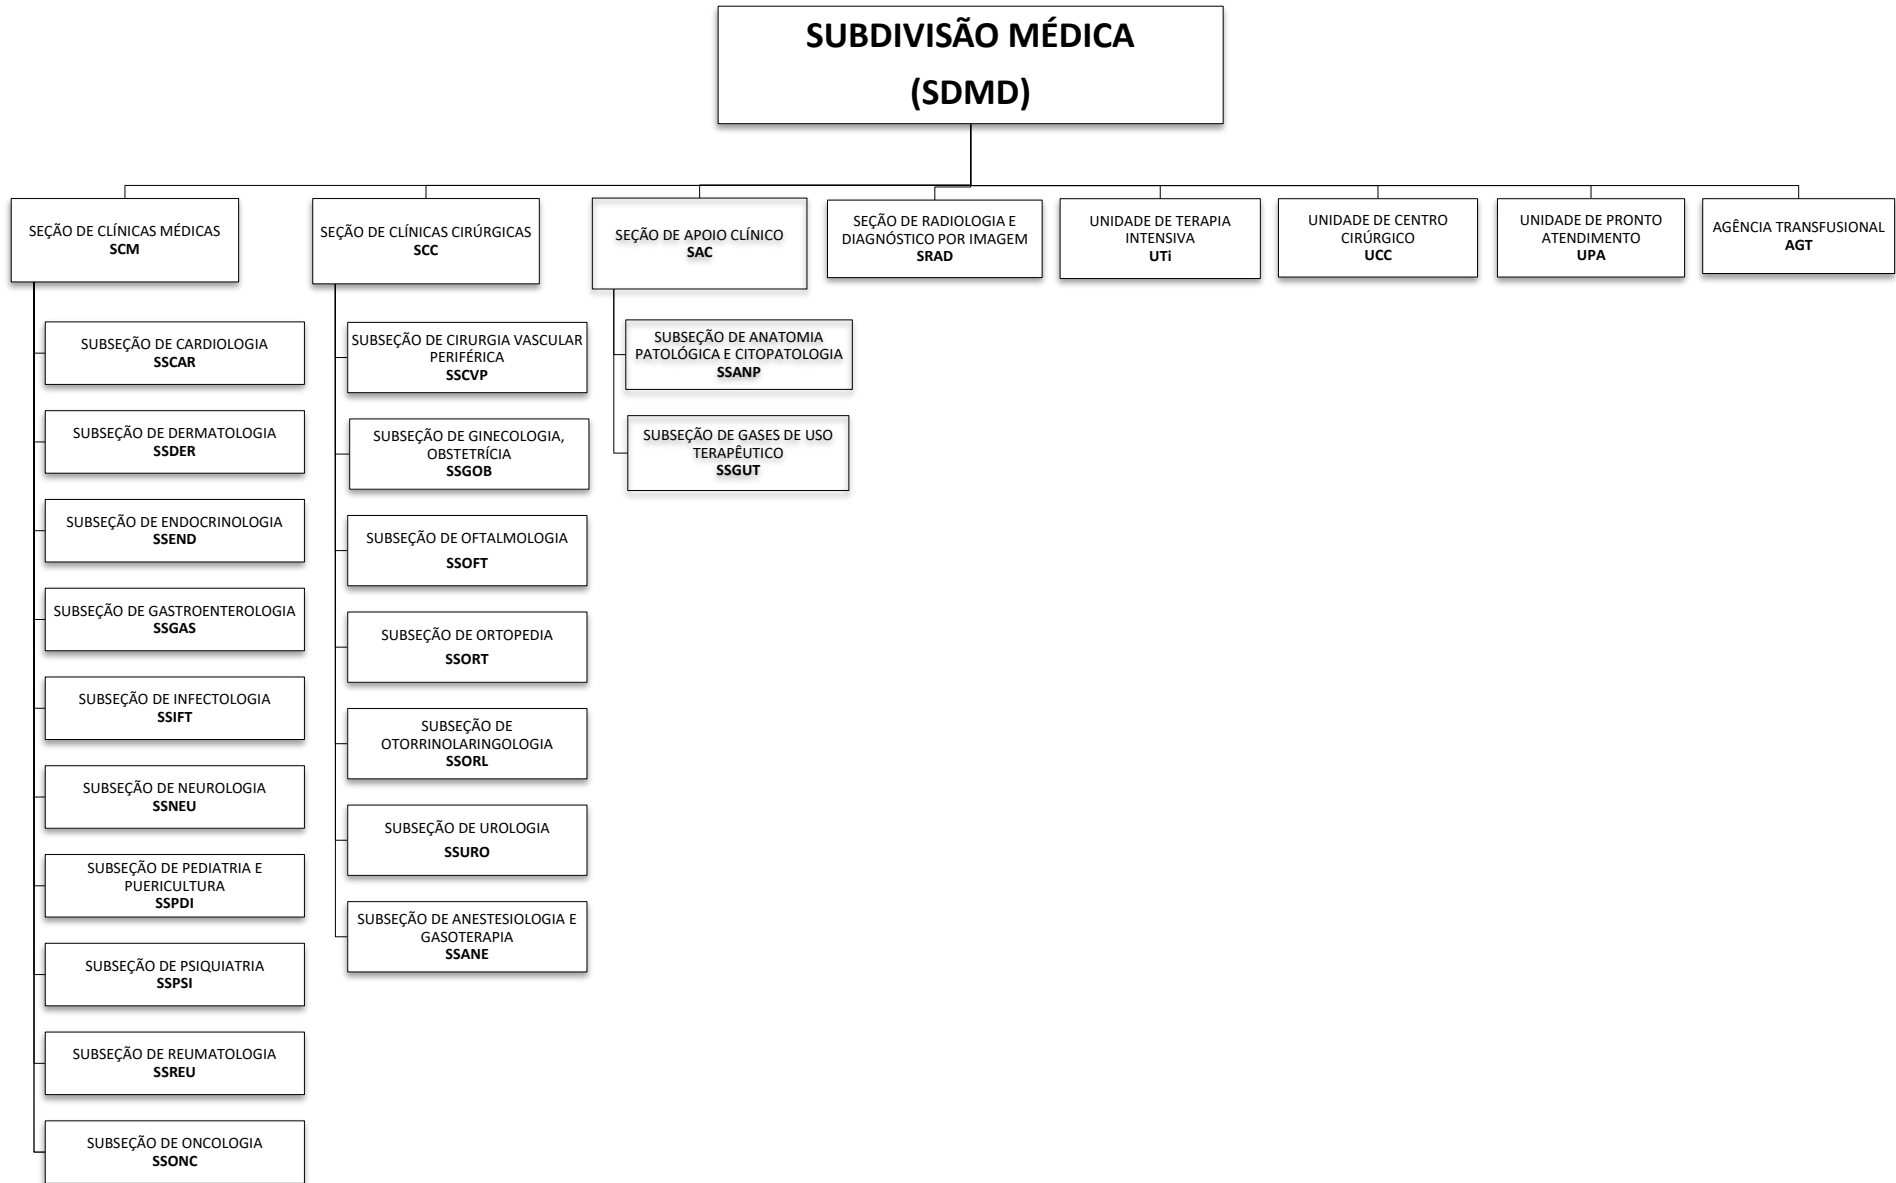 SUBDIVISÃO MÉDICA
(SDMD)
SEÇÃO DE CLÍNICAS MÉDICAS
SCM
SEÇÃO DE CLÍNICAS CIRÚRGICAS
SCC
SEÇÃO DE APOIO CLÍNICO
SAC
SEÇÃO DE RADIOLOGIA E
DIAGNÓSTICO POR IMAGEM
SRAD
UNIDADE DE TERAPIA
INTENSIVA
UTi
UNIDADE DE CENTRO
CIRÚRGICO
UCC
UNIDADE DE PRONTO
ATENDIMENTO
UPA
AGÊNCIA TRANSFUSIONAL
AGT
SUBSEÇÃO DE CARDIOLOGIA
SSCAR
SUBSEÇÃO DE DERMATOLOGIA
SSDER
SUBSEÇÃO DE ENDOCRINOLOGIA
SSEND
SUBSEÇÃO DE GASTROENTEROLOGIA
SSGAS
SUBSEÇÃO DE INFECTOLOGIA
SSIFT
SUBSEÇÃO DE NEUROLOGIA
SSNEU
SUBSEÇÃO DE PEDIATRIA E
PUERICULTURA
SSPDI
SUBSEÇÃO DE PSIQUIATRIA
SSPSI
SUBSEÇÃO DE REUMATOLOGIA
SSREU
SUBSEÇÃO DE ONCOLOGIA
SSONC
SUBSEÇÃO DE CIRURGIA VASCULAR
PERIFÉRICA
SSCVP
SUBSEÇÃO DE GINECOLOGIA,
OBSTETRÍCIA
SSGOB
SUBSEÇÃO DE OFTALMOLOGIA
SSOFT
SUBSEÇÃO DE ORTOPEDIA
SSORT
SUBSEÇÃO DE
OTORRINOLARINGOLOGIA
SSORL
SUBSEÇÃO DE UROLOGIA
SSURO
SUBSEÇÃO DE ANESTESIOLOGIA E
GASOTERAPIA
SSANE
SUBSEÇÃO DE ANATOMIA
PATOLÓGICA E CITOPATOLOGIA
SSANP
SUBSEÇÃO DE GASES DE USO
TERAPÊUTICO
SSGUT